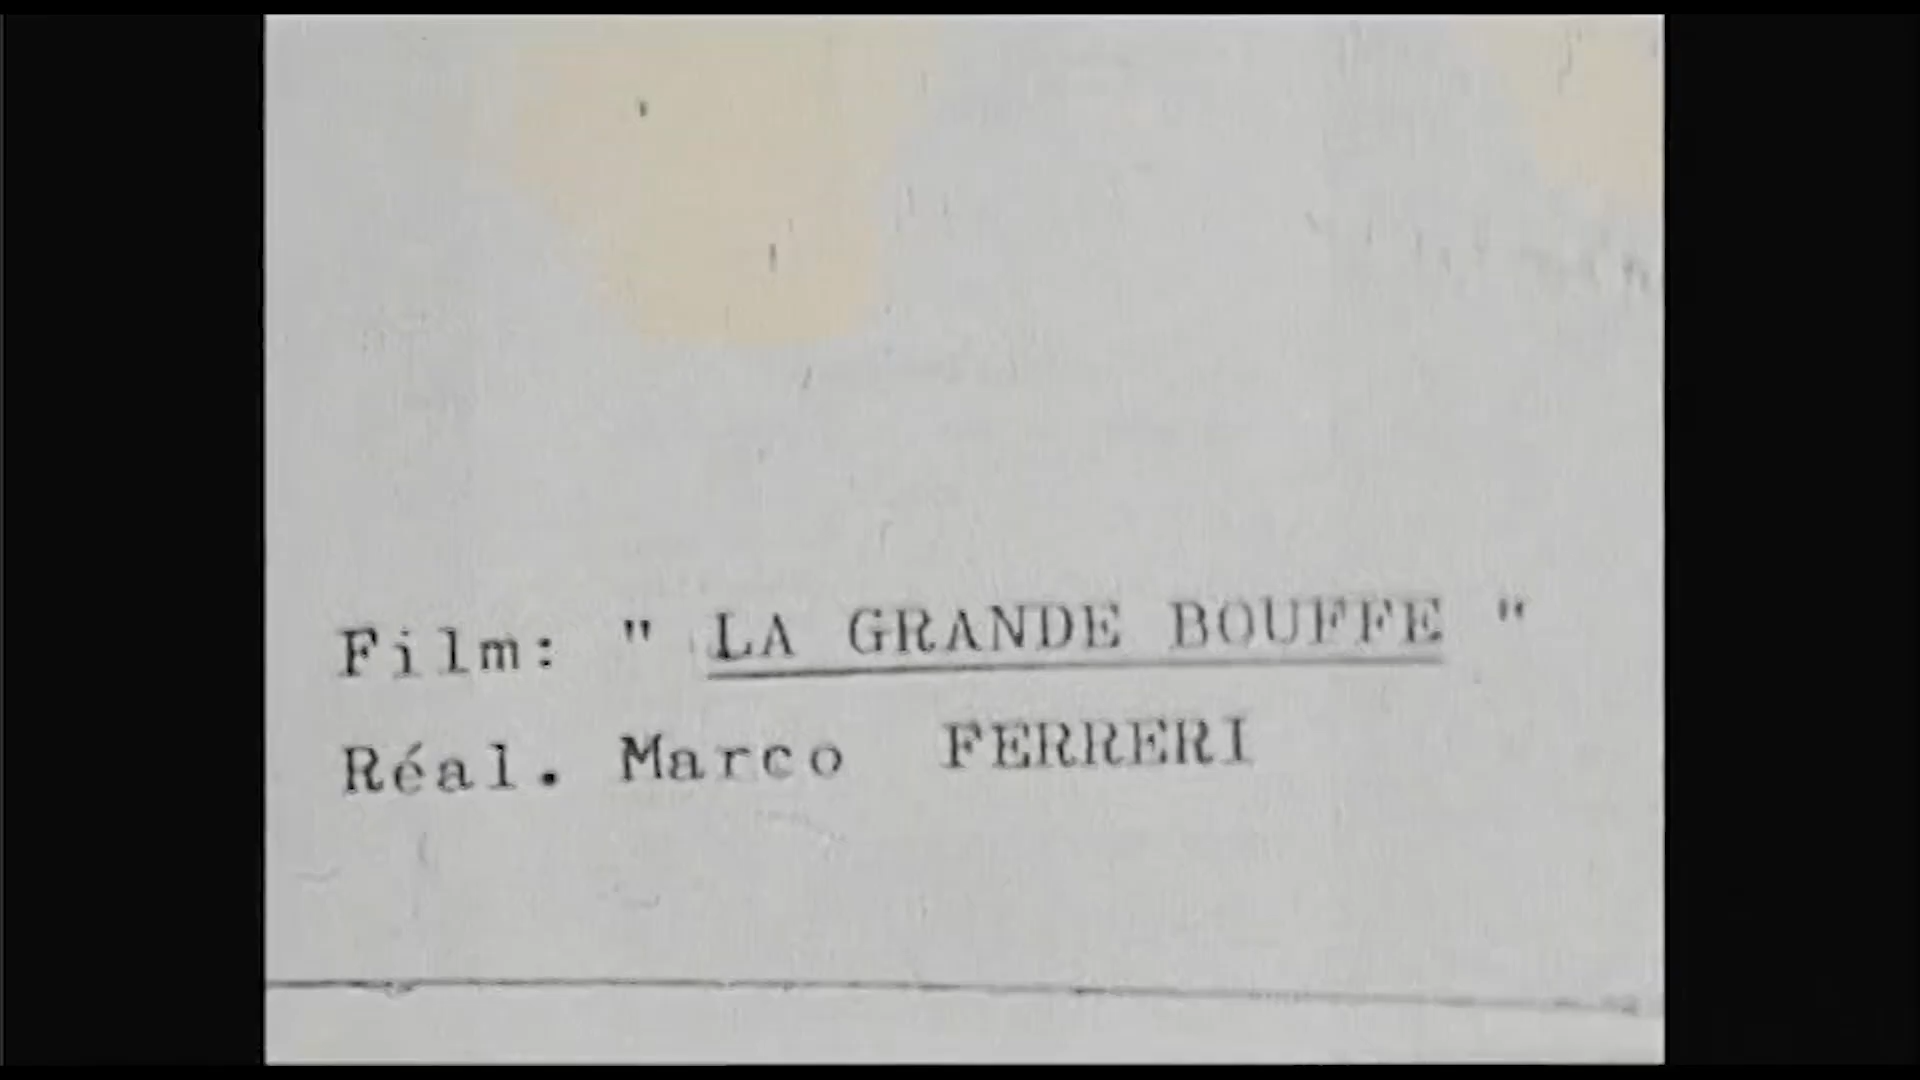 Film: " LA GRANDE BOUFFE "
Réal. Marco FERRERI